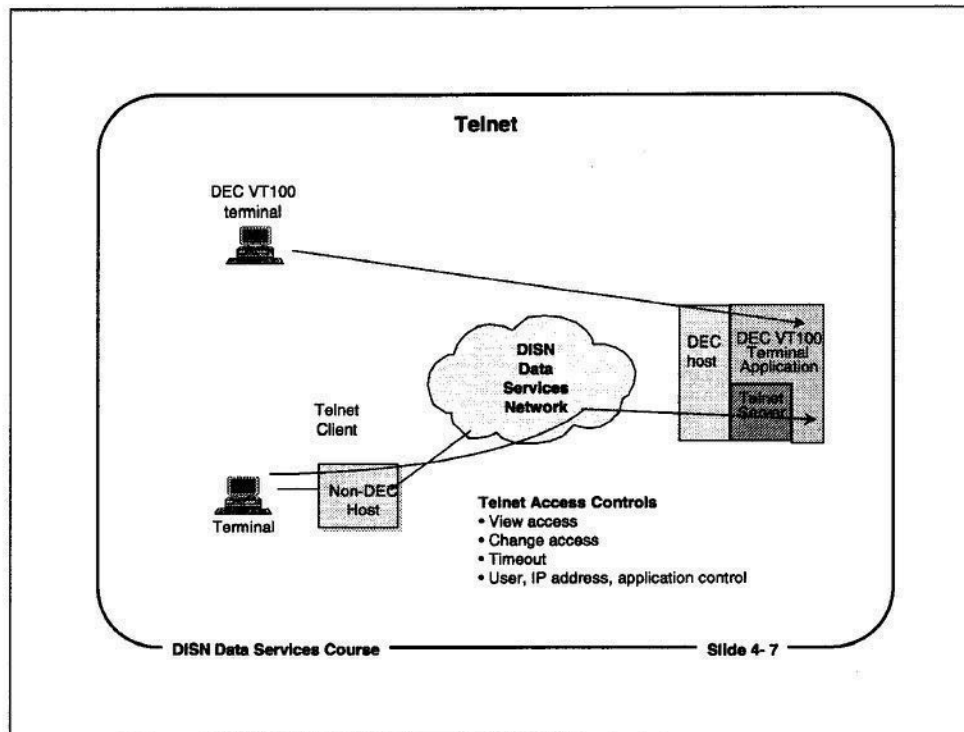 Telnet
DEC VT100
terminal
DISN
Data
Services
Network
DEC
host
DEC VT100
Terminal
Application
Telnet
Server
Telnet
Client
Non-DEC
Host
Terminal
Telnet Access Controls
• View access
• Change access
• Timeout
• User, IP address, application control
DISN Data Services Course
Slide 4- 7